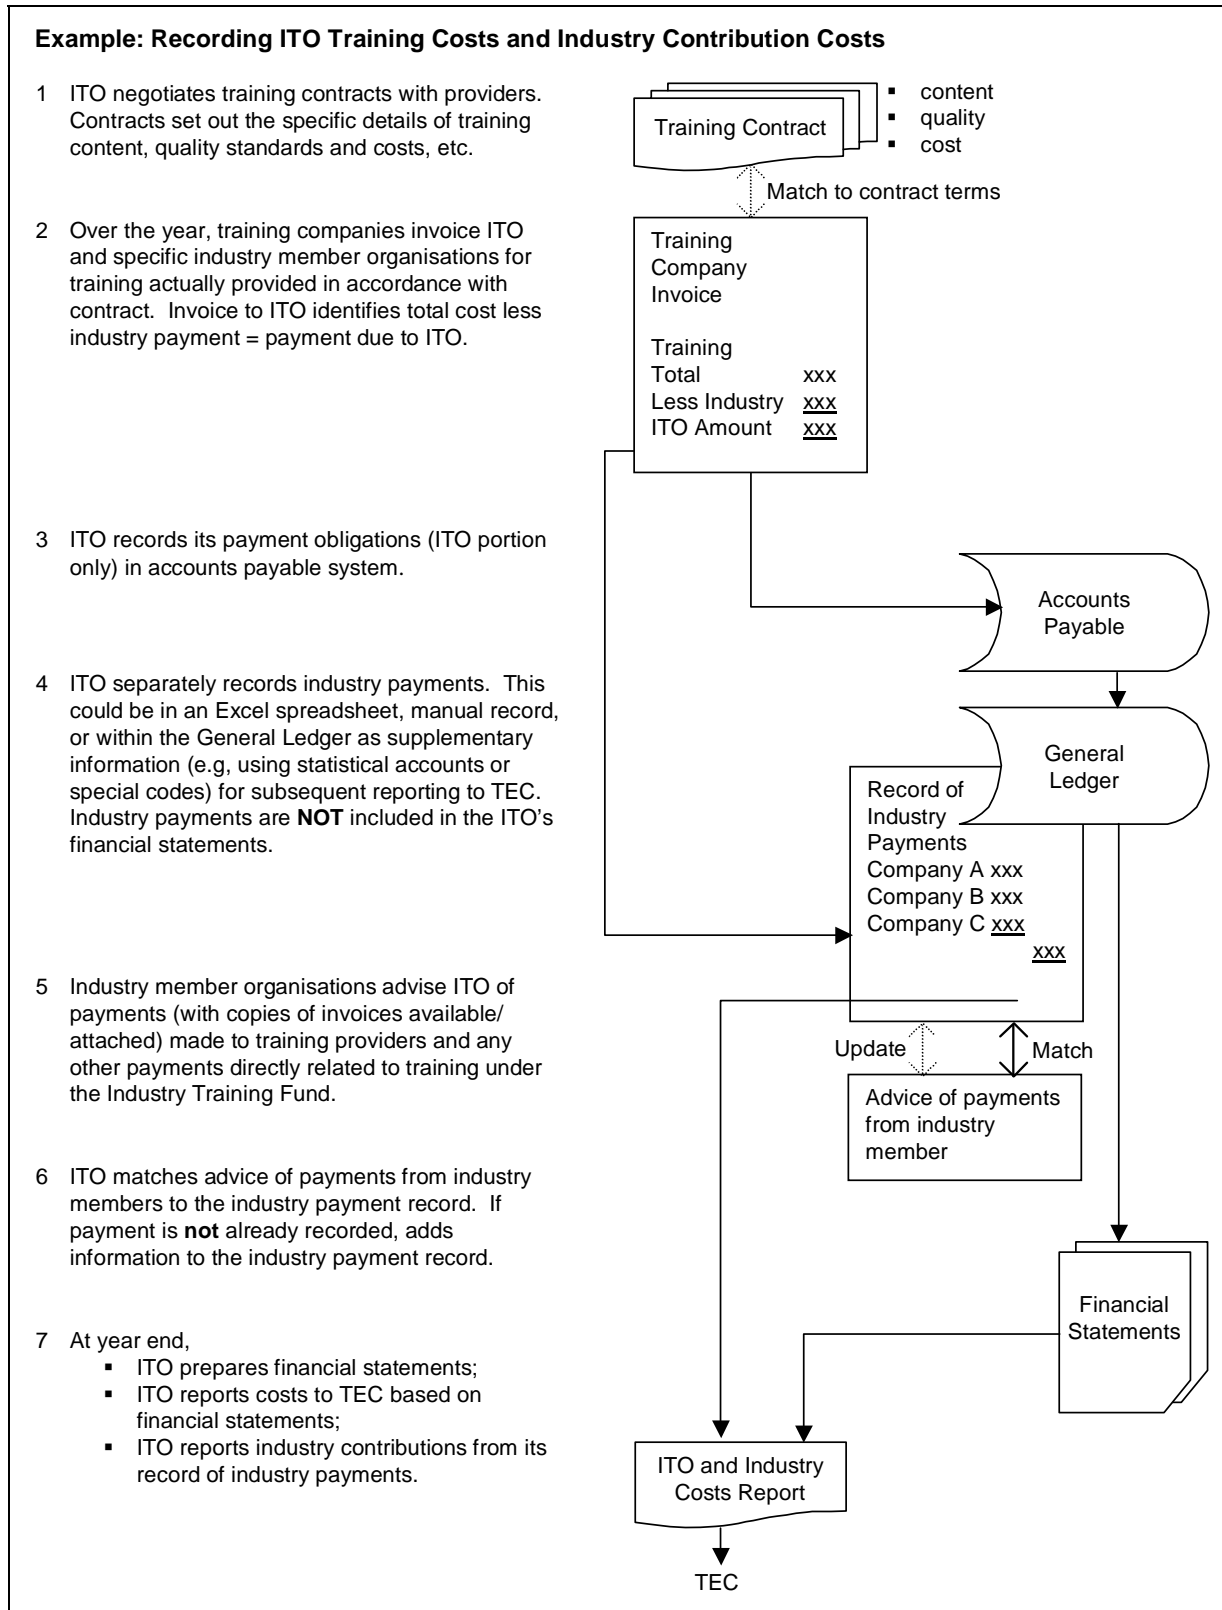 Example: Recording ITO Training Costs and Industry Contribution Costs
1 ITO negotiates training contracts with providers.
Contracts set out the specific details of training
content, quality standards and costs, etc.
2 Over the year, training companies invoice ITO
and specific industry member organisations for
training actually provided in accordance with
contract. Invoice to ITO identifies total cost less
industry payment = payment due to ITO.
3 ITO records its payment obligations (ITO portion
only) in accounts payable system.
4 ITO separately records industry payments. This
could be in an Excel spreadsheet, manual record,
or within the General Ledger as supplementary
information (e.g, using statistical accounts or
special codes) for subsequent reporting to TEC.
Industry payments are NOT included in the ITO's
financial statements.
5 Industry member organisations advise ITO of
payments (with copies of invoices available/
attached) made to training providers and any
other payments directly related to training under
the Industry Training Fund.
6 ITO matches advice of payments from industry
members to the industry payment record. If
payment is not already recorded, adds
information to the industry payment record.
7 At year end,
▪ ITO prepares financial statements;
▪ ITO reports costs to TEC based on
financial statements;
▪ ITO reports industry contributions from its
record of industry payments.
Training Contract
▪ content
▪ quality
▪ cost
Match to contract terms
Training
Company
Invoice
Training
Total xxx
Less Industry xxx
ITO Amount xxx
Accounts
Payable
General
Ledger
Record of
Industry
Payments
Company A xxx
Company B xxx
Company C xxx
xxx
Update
Match
Advice of payments
from industry
member
Financial
Statements
ITO and Industry
Costs Report
TEC